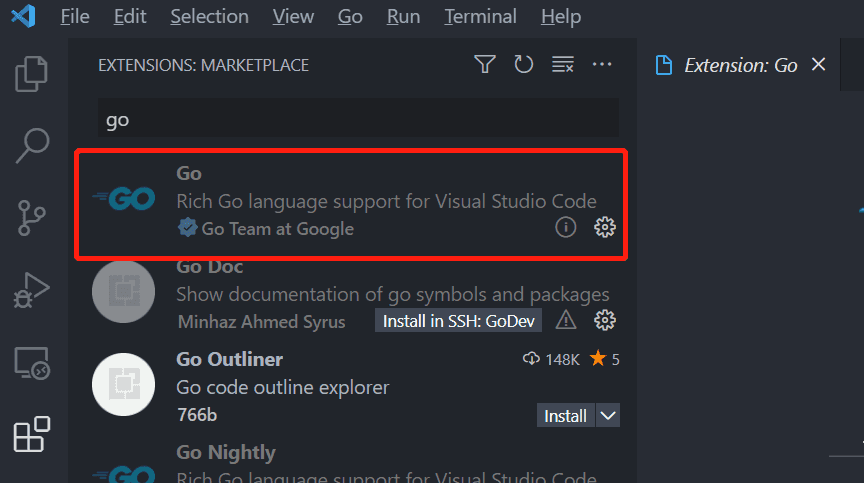 File Edit Selection View Go Run Terminal Help
EXTENSIONS: MARKETPLACE
Extension: Go
go
Go
GO
Rich Go language support for Visual Studio Code
Go Team at Google
Go Doc
Show documentation of go symbols and packages
Minhaz Ahmed Syrus Install in SSH: GoDev
Go Outliner 148K 5
Go code outline explorer
766b Install
Go Nightly
GO
Rich Go language support for Visual Studio Code